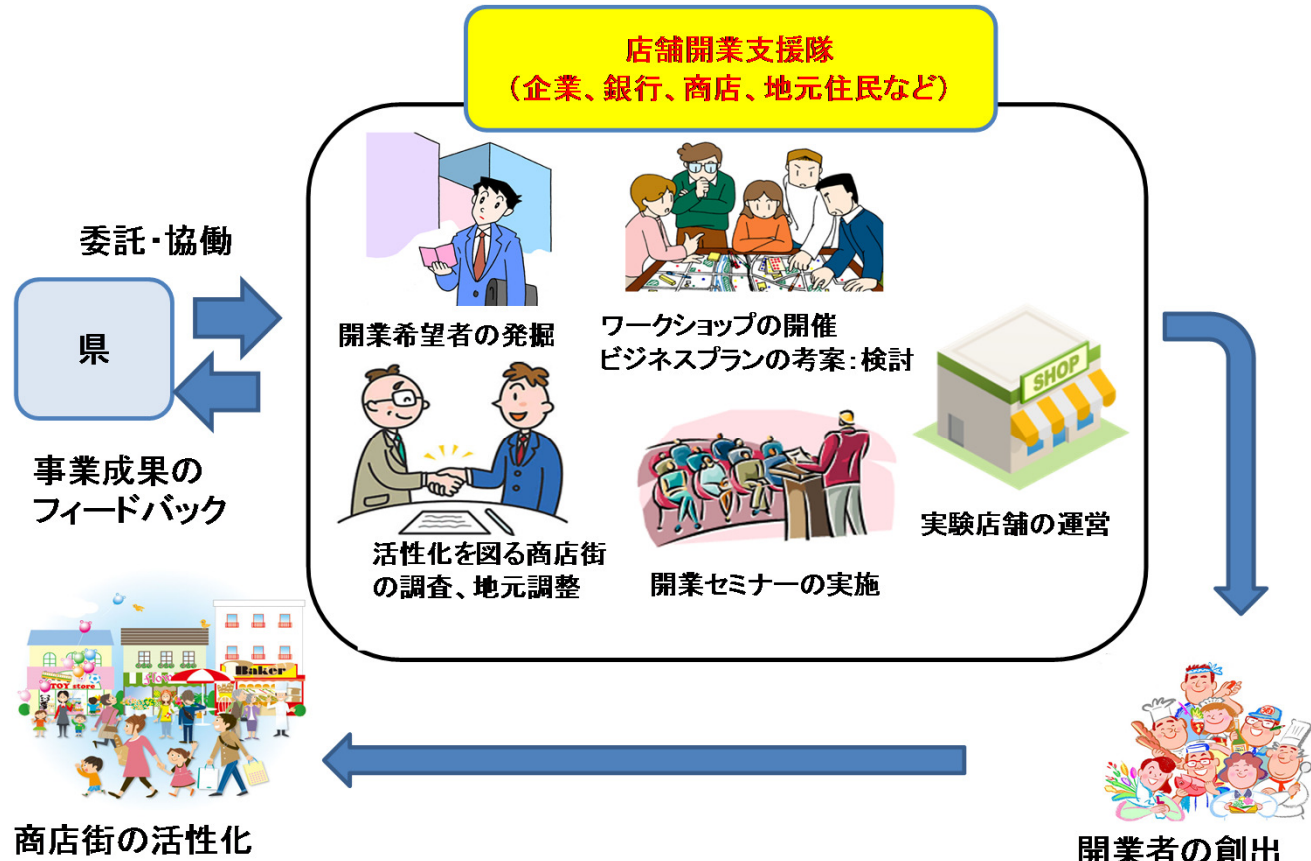 店舗開業支援隊
(企業、銀行、商店、地元住民など)
委託・協働
県
事業成果の
フィードバック
開業希望者の発掘
ワークショップの開催
ビジネスプランの考案:検討
活性化を図る商店街
の調査、地元調整
開業セミナーの実施
SHOP
実験店舗の運営
TOY store
Baker
商店街の活性化
開業者の創出